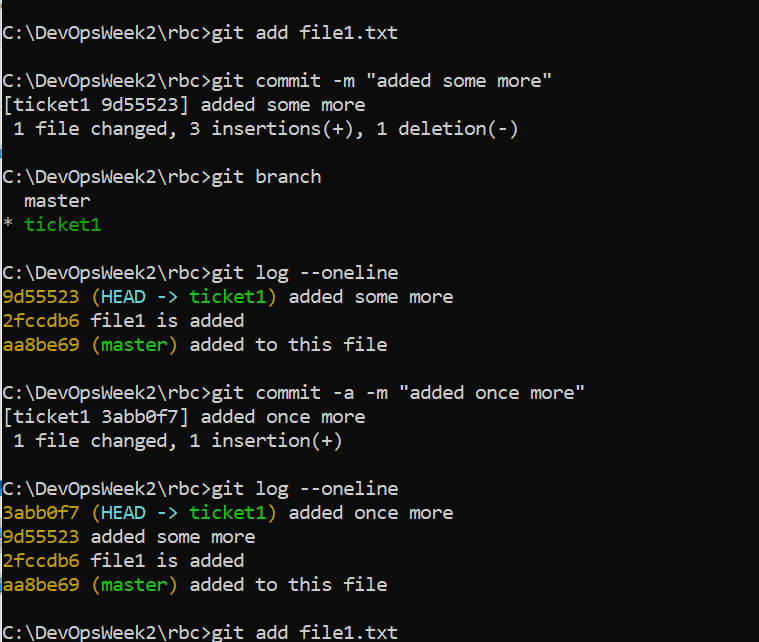 C:\DevOpsWeek2\rbc>git add file1.txt
C:\DevOpsWeek2\rbc>git commit -m "added some more"
[ticket1 9d55523] added some more
 1 file changed, 3 insertions(+), 1 deletion(-)
C:\DevOpsWeek2\rbc>git branch
  master
* ticket1
C:\DevOpsWeek2\rbc>git log --oneline
9d55523 (HEAD -> ticket1) added some more
2fccdb6 file1 is added
aa8be69 (master) added to this file
C:\DevOpsWeek2\rbc>git commit -a -m "added once more"
[ticket1 3abb0f7] added once more
 1 file changed, 1 insertion(+)
C:\DevOpsWeek2\rbc>git log --oneline
3abb0f7 (HEAD -> ticket1) added once more
9d55523 added some more
2fccdb6 file1 is added
aa8be69 (master) added to this file
C:\DevOpsWeek2\rbc>git add file1.txt